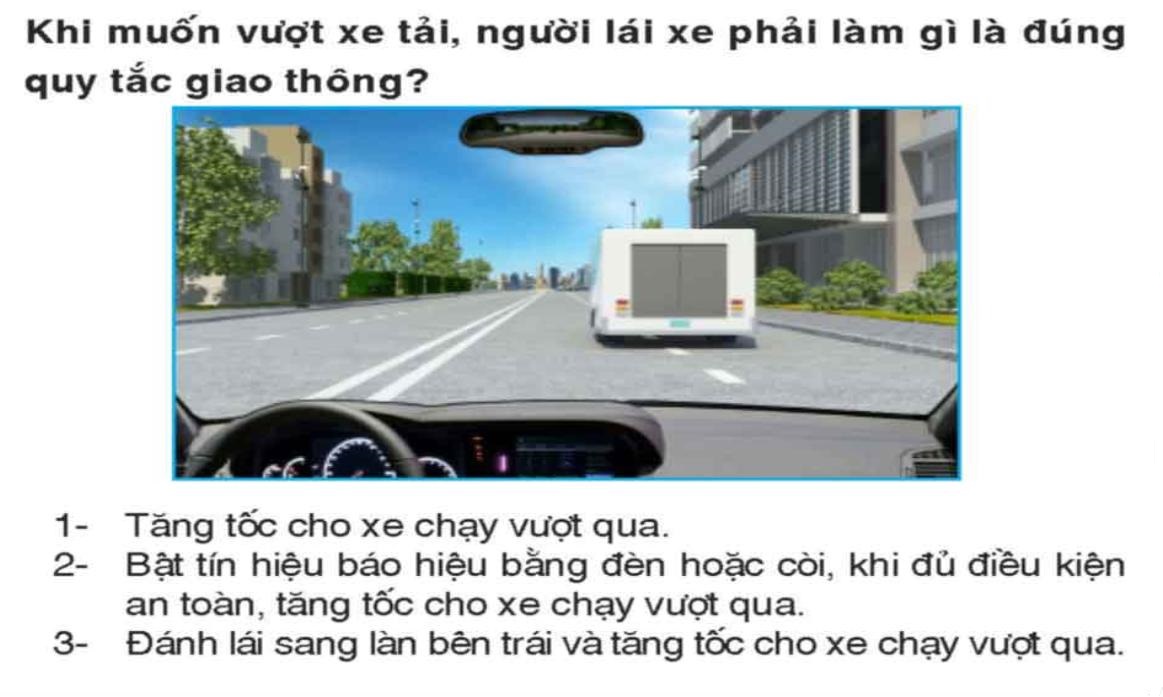 Khi muốn vượt xe tải, người lái xe phải làm gì là đúng
quy tắc giao thông?
1- Tăng tốc cho xe chạy vượt qua.
2- Bật tín hiệu báo hiệu bằng đèn hoặc còi, khi đủ điều kiện
an toàn, tăng tốc cho xe chạy vượt qua.
3- Đánh lái sang làn bên trái và tăng tốc cho xe chạy vượt qua.